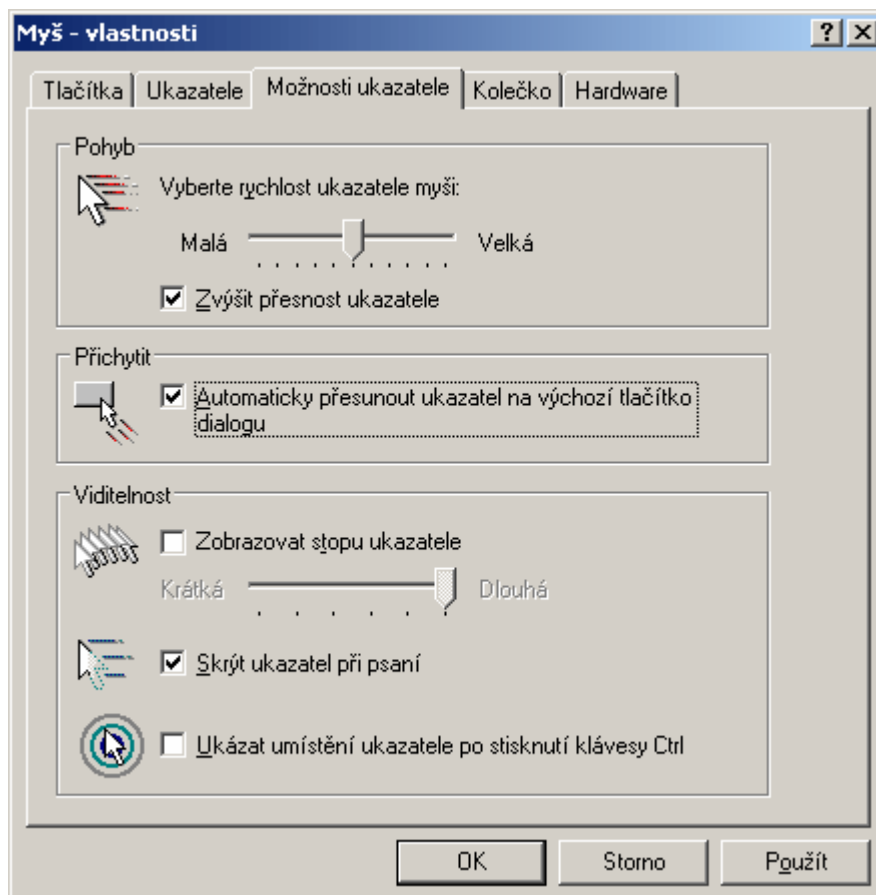 Myš - vlastnosti
Tlačítka Ukazatele Možnosti ukazatele Kolečko Hardware
Pohyb
Vyberte rychlost ukazatele myši:
Malá Velká
Zvýšit přesnost ukazatele
Přichytit
Automaticky přesunout ukazatel na výchozí tlačítko
dialogu
Viditelnost
Zobrazovat stopu ukazatele
Krátká Dlouhá
Skrýt ukazatel při psaní
Ukázat umístění ukazatele po stisknutí klávesy Ctrl
OK Storno Použít